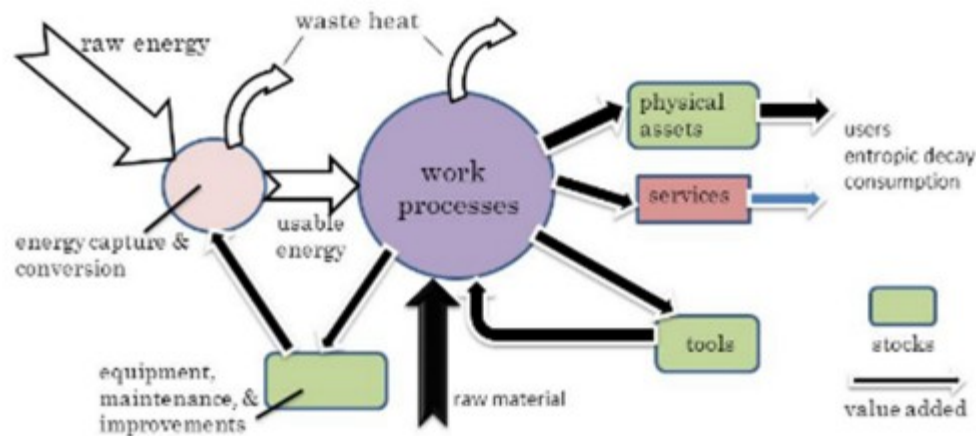 waste heat
raw energy
physical
assets
users
entropic decay
consumption
work
processes
services
usable
energy
energy capture &
conversion
tools
stocks
equipment,
maintenance, &
improvements
raw material
value added